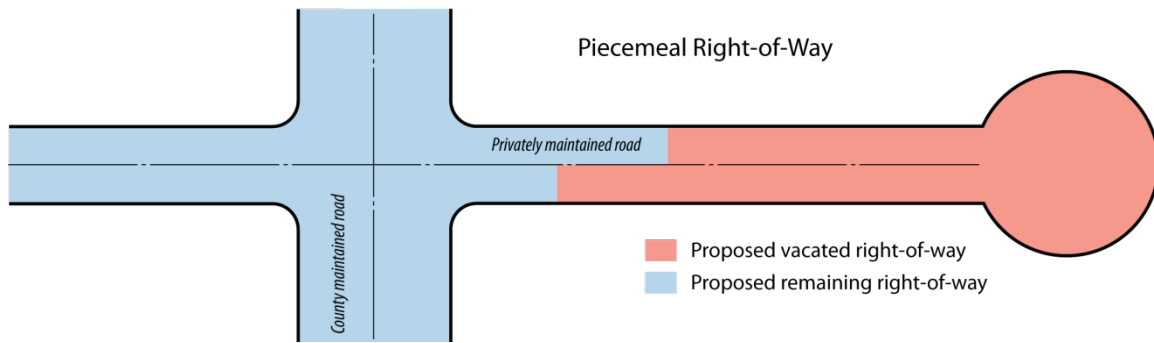 Piecemeal Right-of-Way
Privately maintained road
County maintained road
Proposed vacated right-of-way
Proposed remaining right-of-way